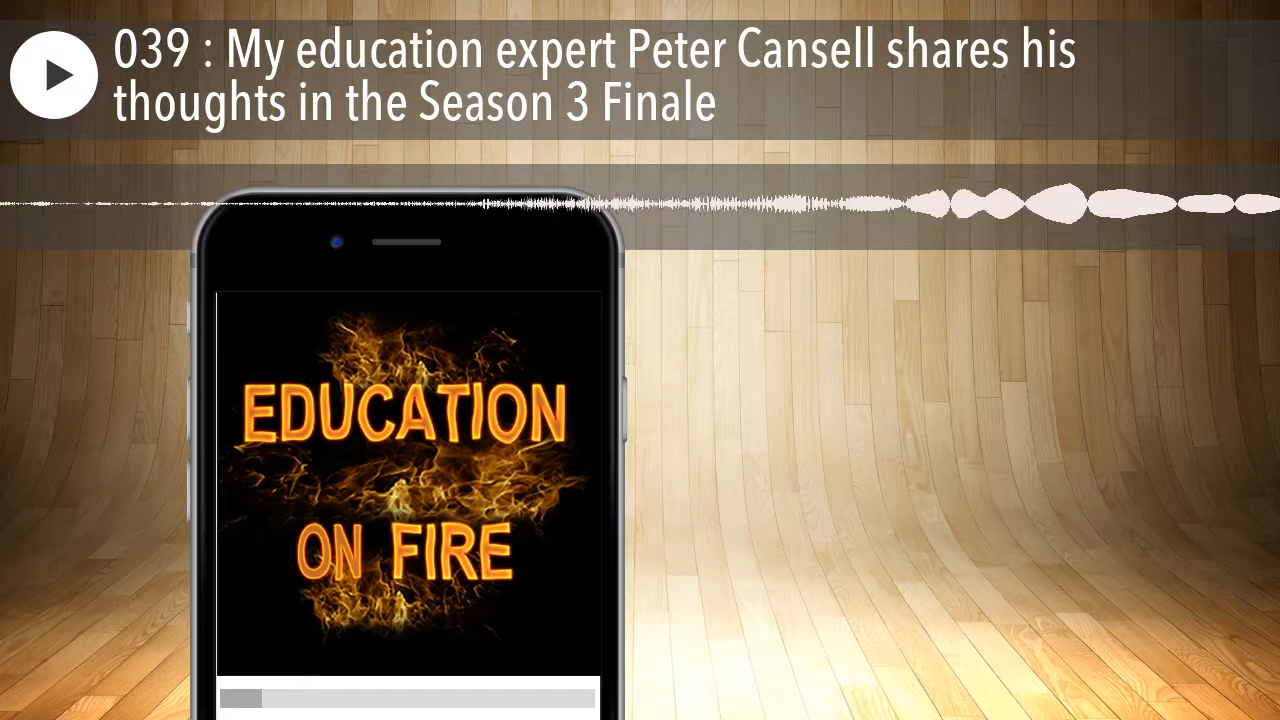 039 : My education expert Peter Cansell shares his
thoughts in the Season 3 Finale
EDUCATION
ON FIRE